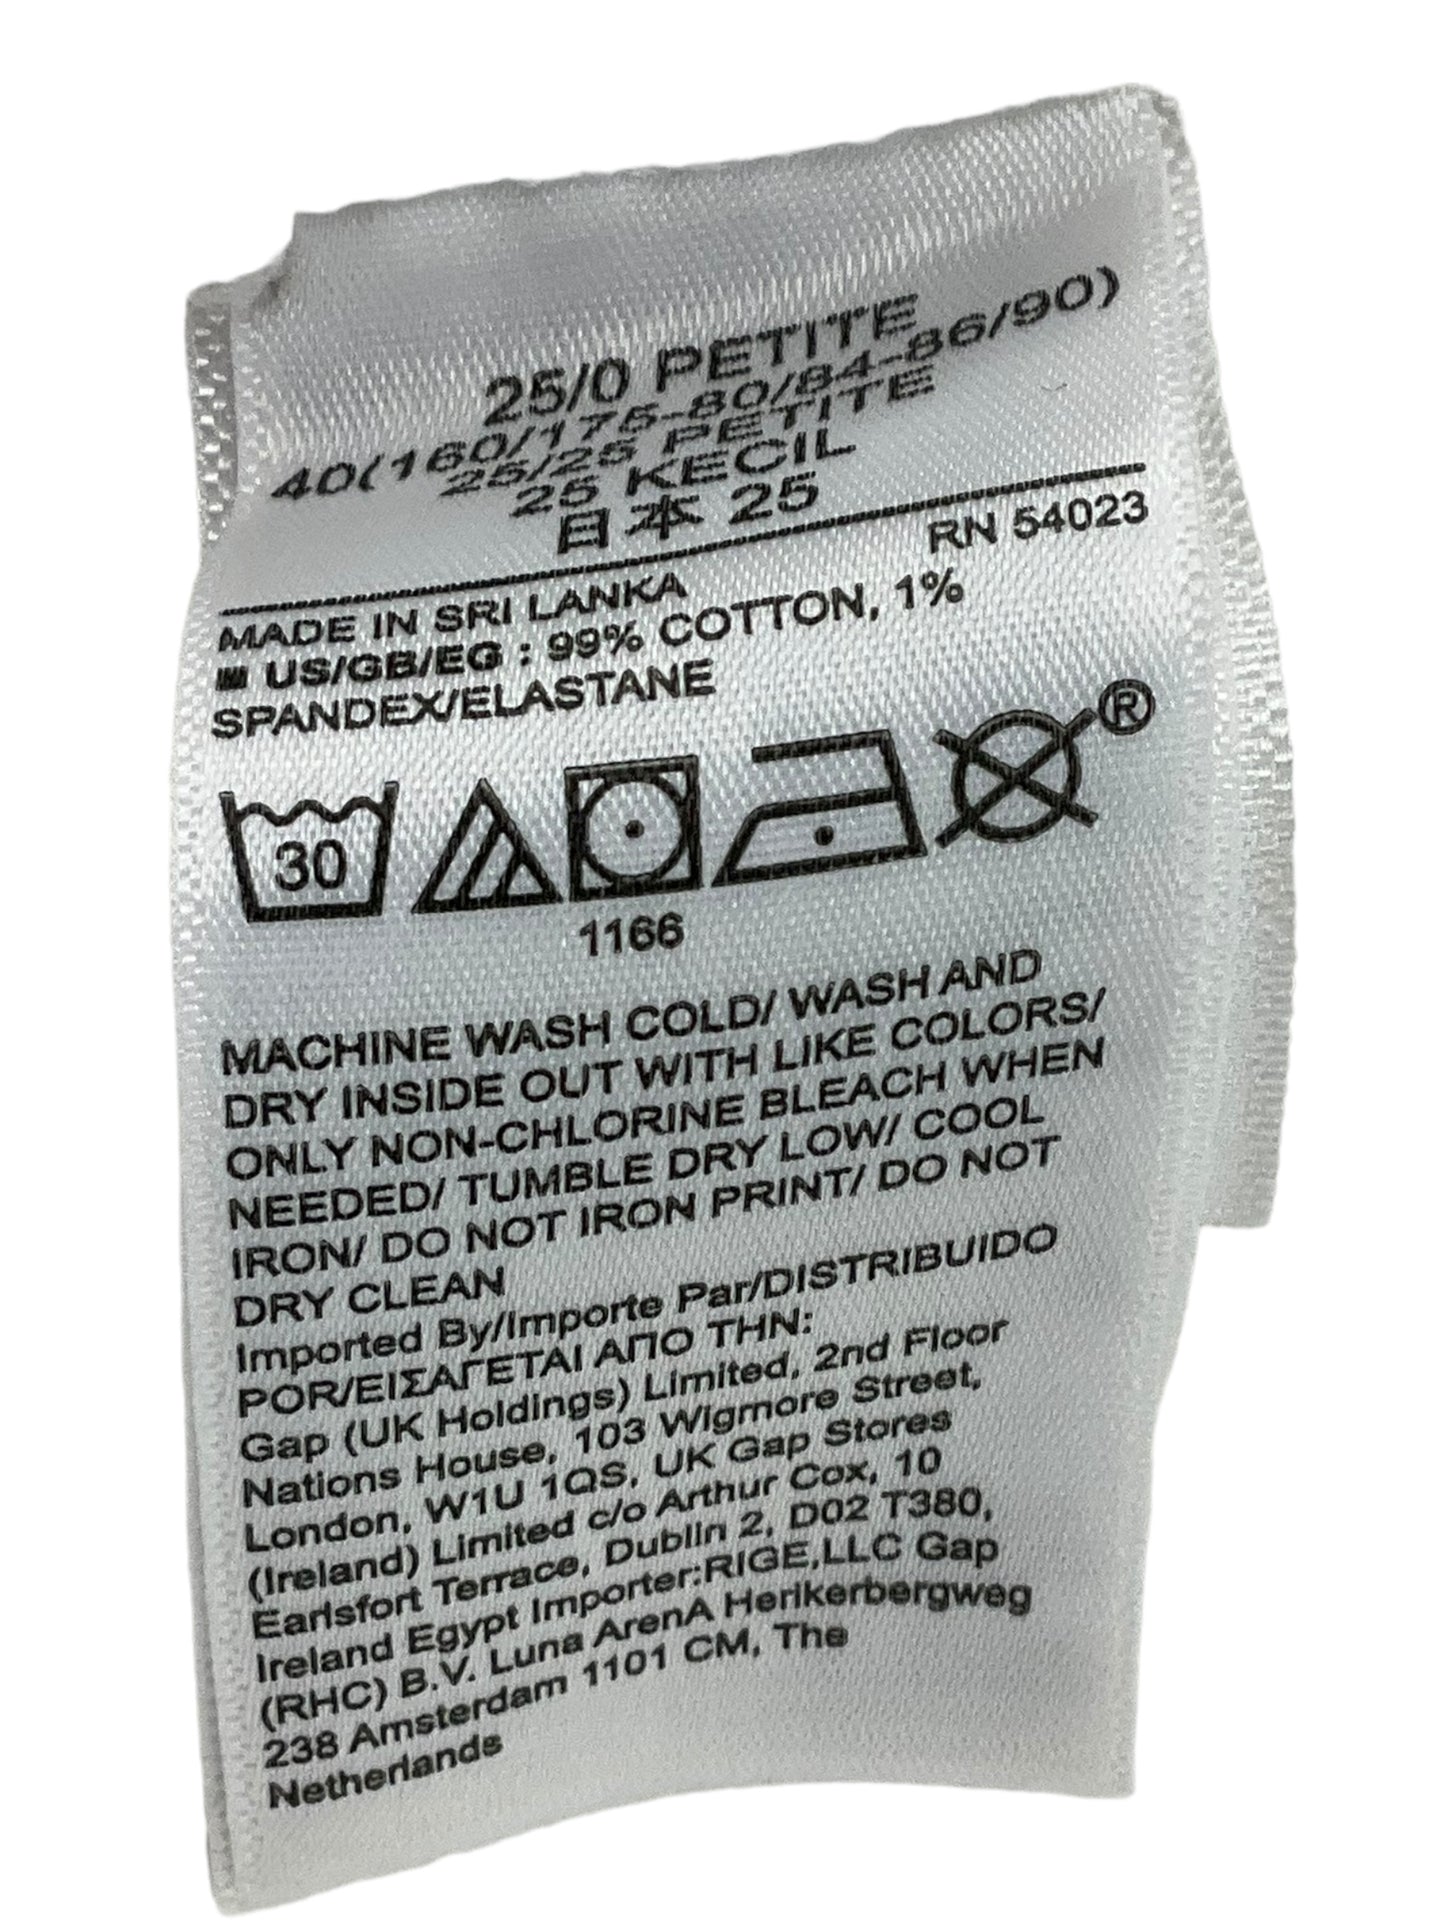 25/0 PETITE
40(160/175-80/84-86/90)
25/25 PETITE
25 KECIL
日本 25
RN 54023
MADE IN SRI LANKA
US/GB/EG : 99% COTTON, 1%
SPANDEX/ELASTANE
®
30
1166
MACHINE WASH COLD/ WASH AND
DRY INSIDE OUT WITH LIKE COLORS/
ONLY NON-CHLORINE BLEACH WHEN
NEEDED/ TUMBLE DRY LOW/ COOL
IRON/ DO NOT IRON PRINT/ DO NOT
DRY CLEAN
Imported By/Importe Par/DISTRIBUIDO
POR/ΕΙΣΑΓΕΤΑΙ ΑΠΟ ΤΗΝ:
Gap (UK Holdings) Limited, 2nd Floor
Nations House, 103 Wigmore Street,
London, W1U 1QS, UK Gap Stores
(Ireland) Limited c/o Arthur Cox, 10
Earlsfort Terrace, Dublin 2, D02 T380,
Ireland Egypt Importer:RIGE,LLC Gap
(RHC) B.V. Luna ArenA Herikerbergweg
238 Amsterdam 1101 CM, The
Netherlands